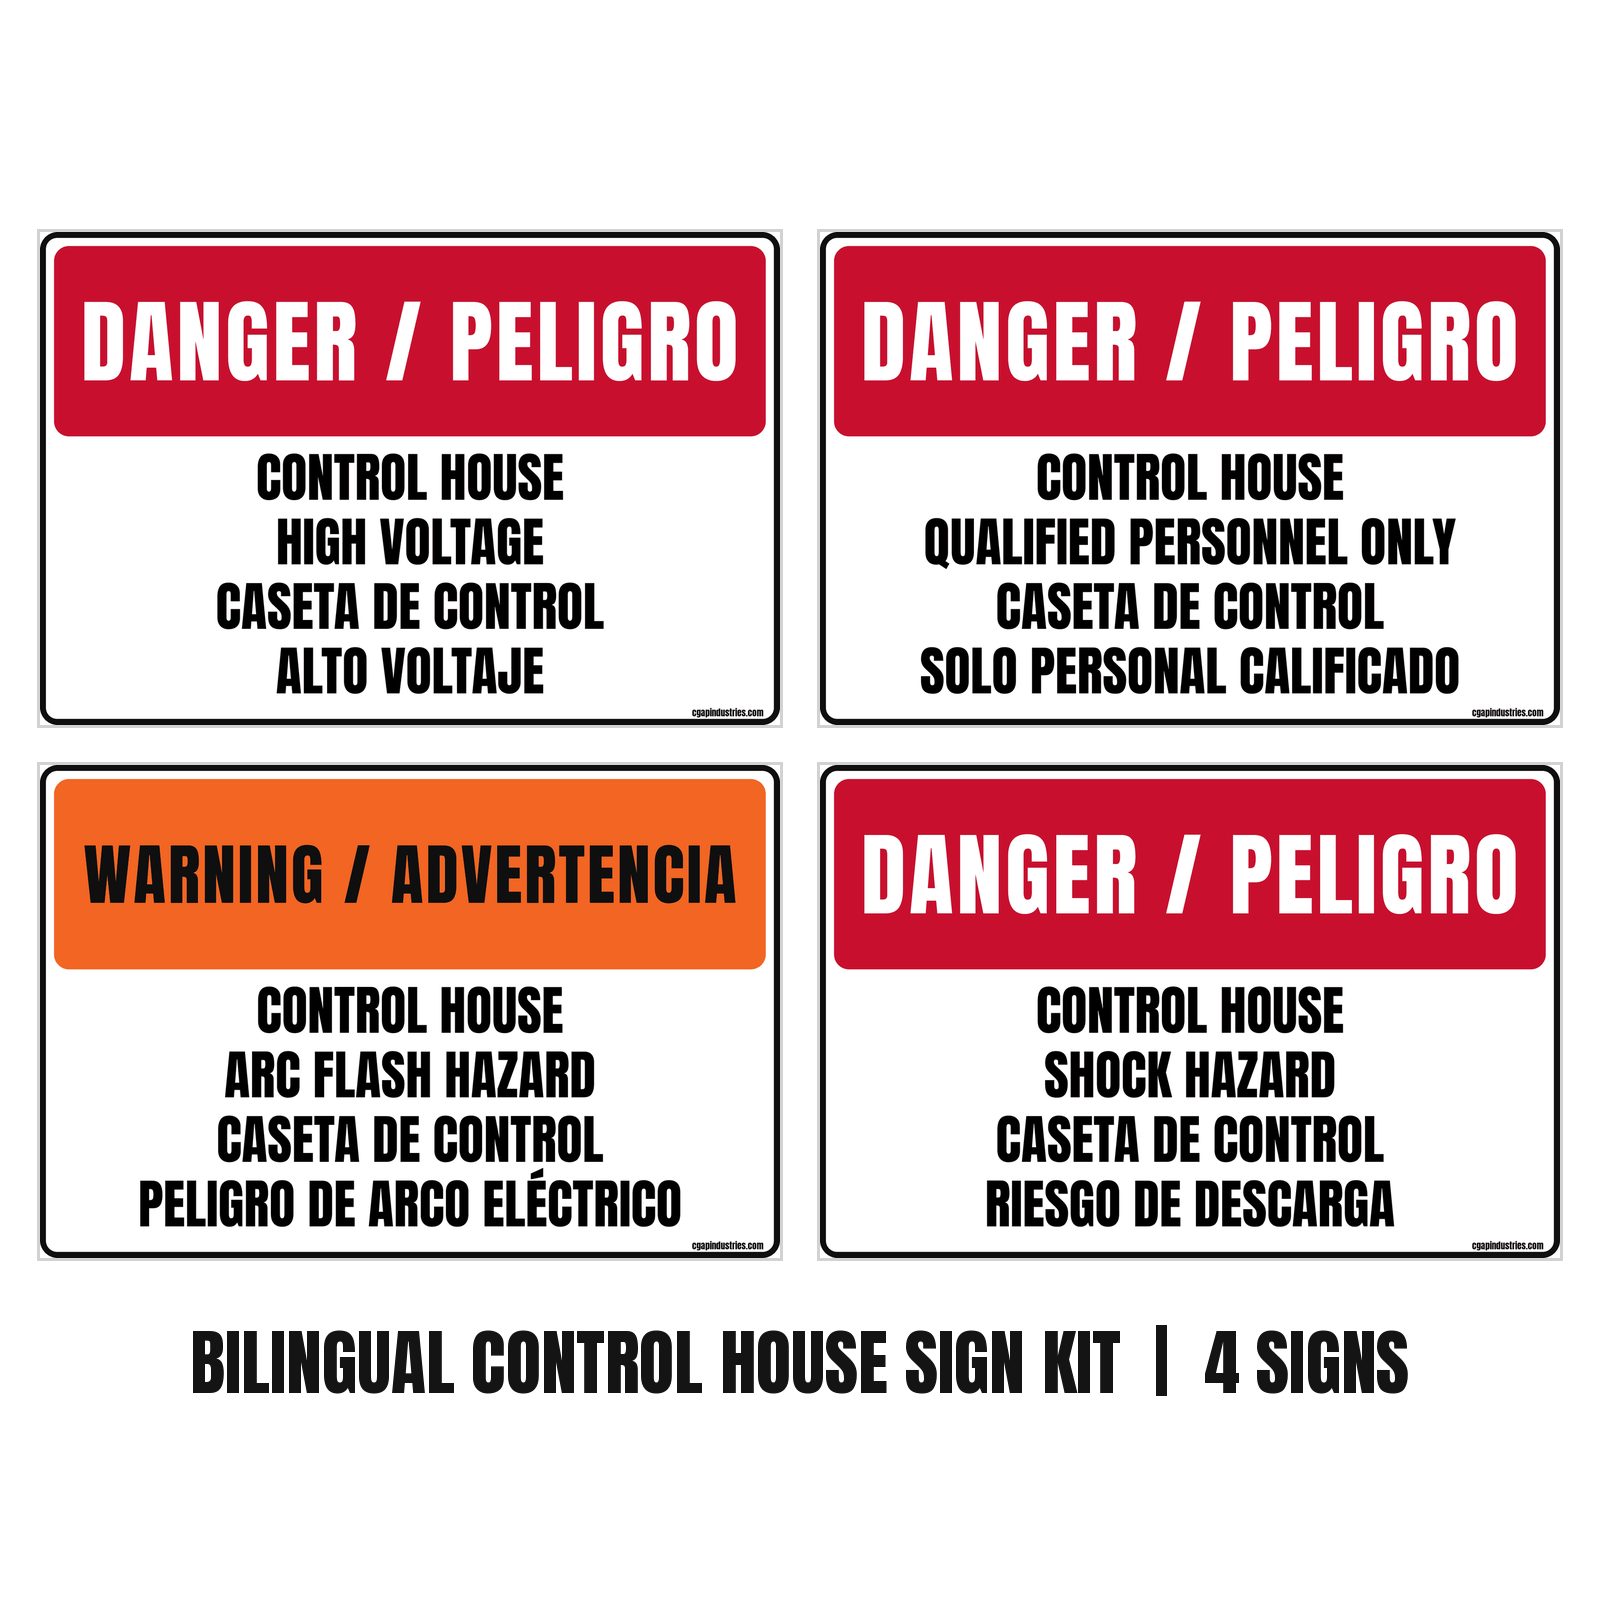 DANGER / PELIGRO
CONTROL HOUSE
HIGH VOLTAGE
CASETA DE CONTROL
ALTO VOLTAJE
cgapindustries.com
DANGER / PELIGRO
CONTROL HOUSE
QUALIFIED PERSONNEL ONLY
CASETA DE CONTROL
SOLO PERSONAL CALIFICADO
cgapindustries.com
WARNING / ADVERTENCIA
CONTROL HOUSE
ARC FLASH HAZARD
CASETA DE CONTROL
PELIGRO DE ARCO ELÉCTRICO
cgapindustries.com
DANGER / PELIGRO
CONTROL HOUSE
SHOCK HAZARD
CASETA DE CONTROL
RIESGO DE DESCARGA
cgapindustries.com
BILINGUAL CONTROL HOUSE SIGN KIT | 4 SIGNS